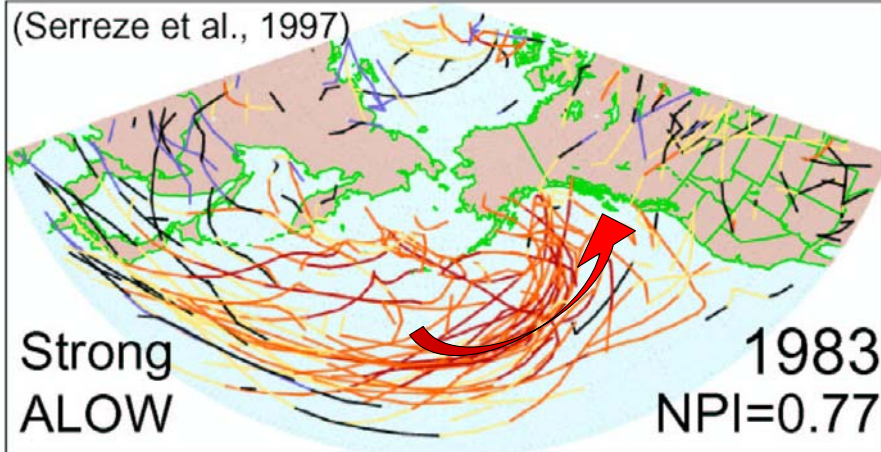 (Serreze et al., 1997)
Strong
ALOW
1983
NPI=0.77